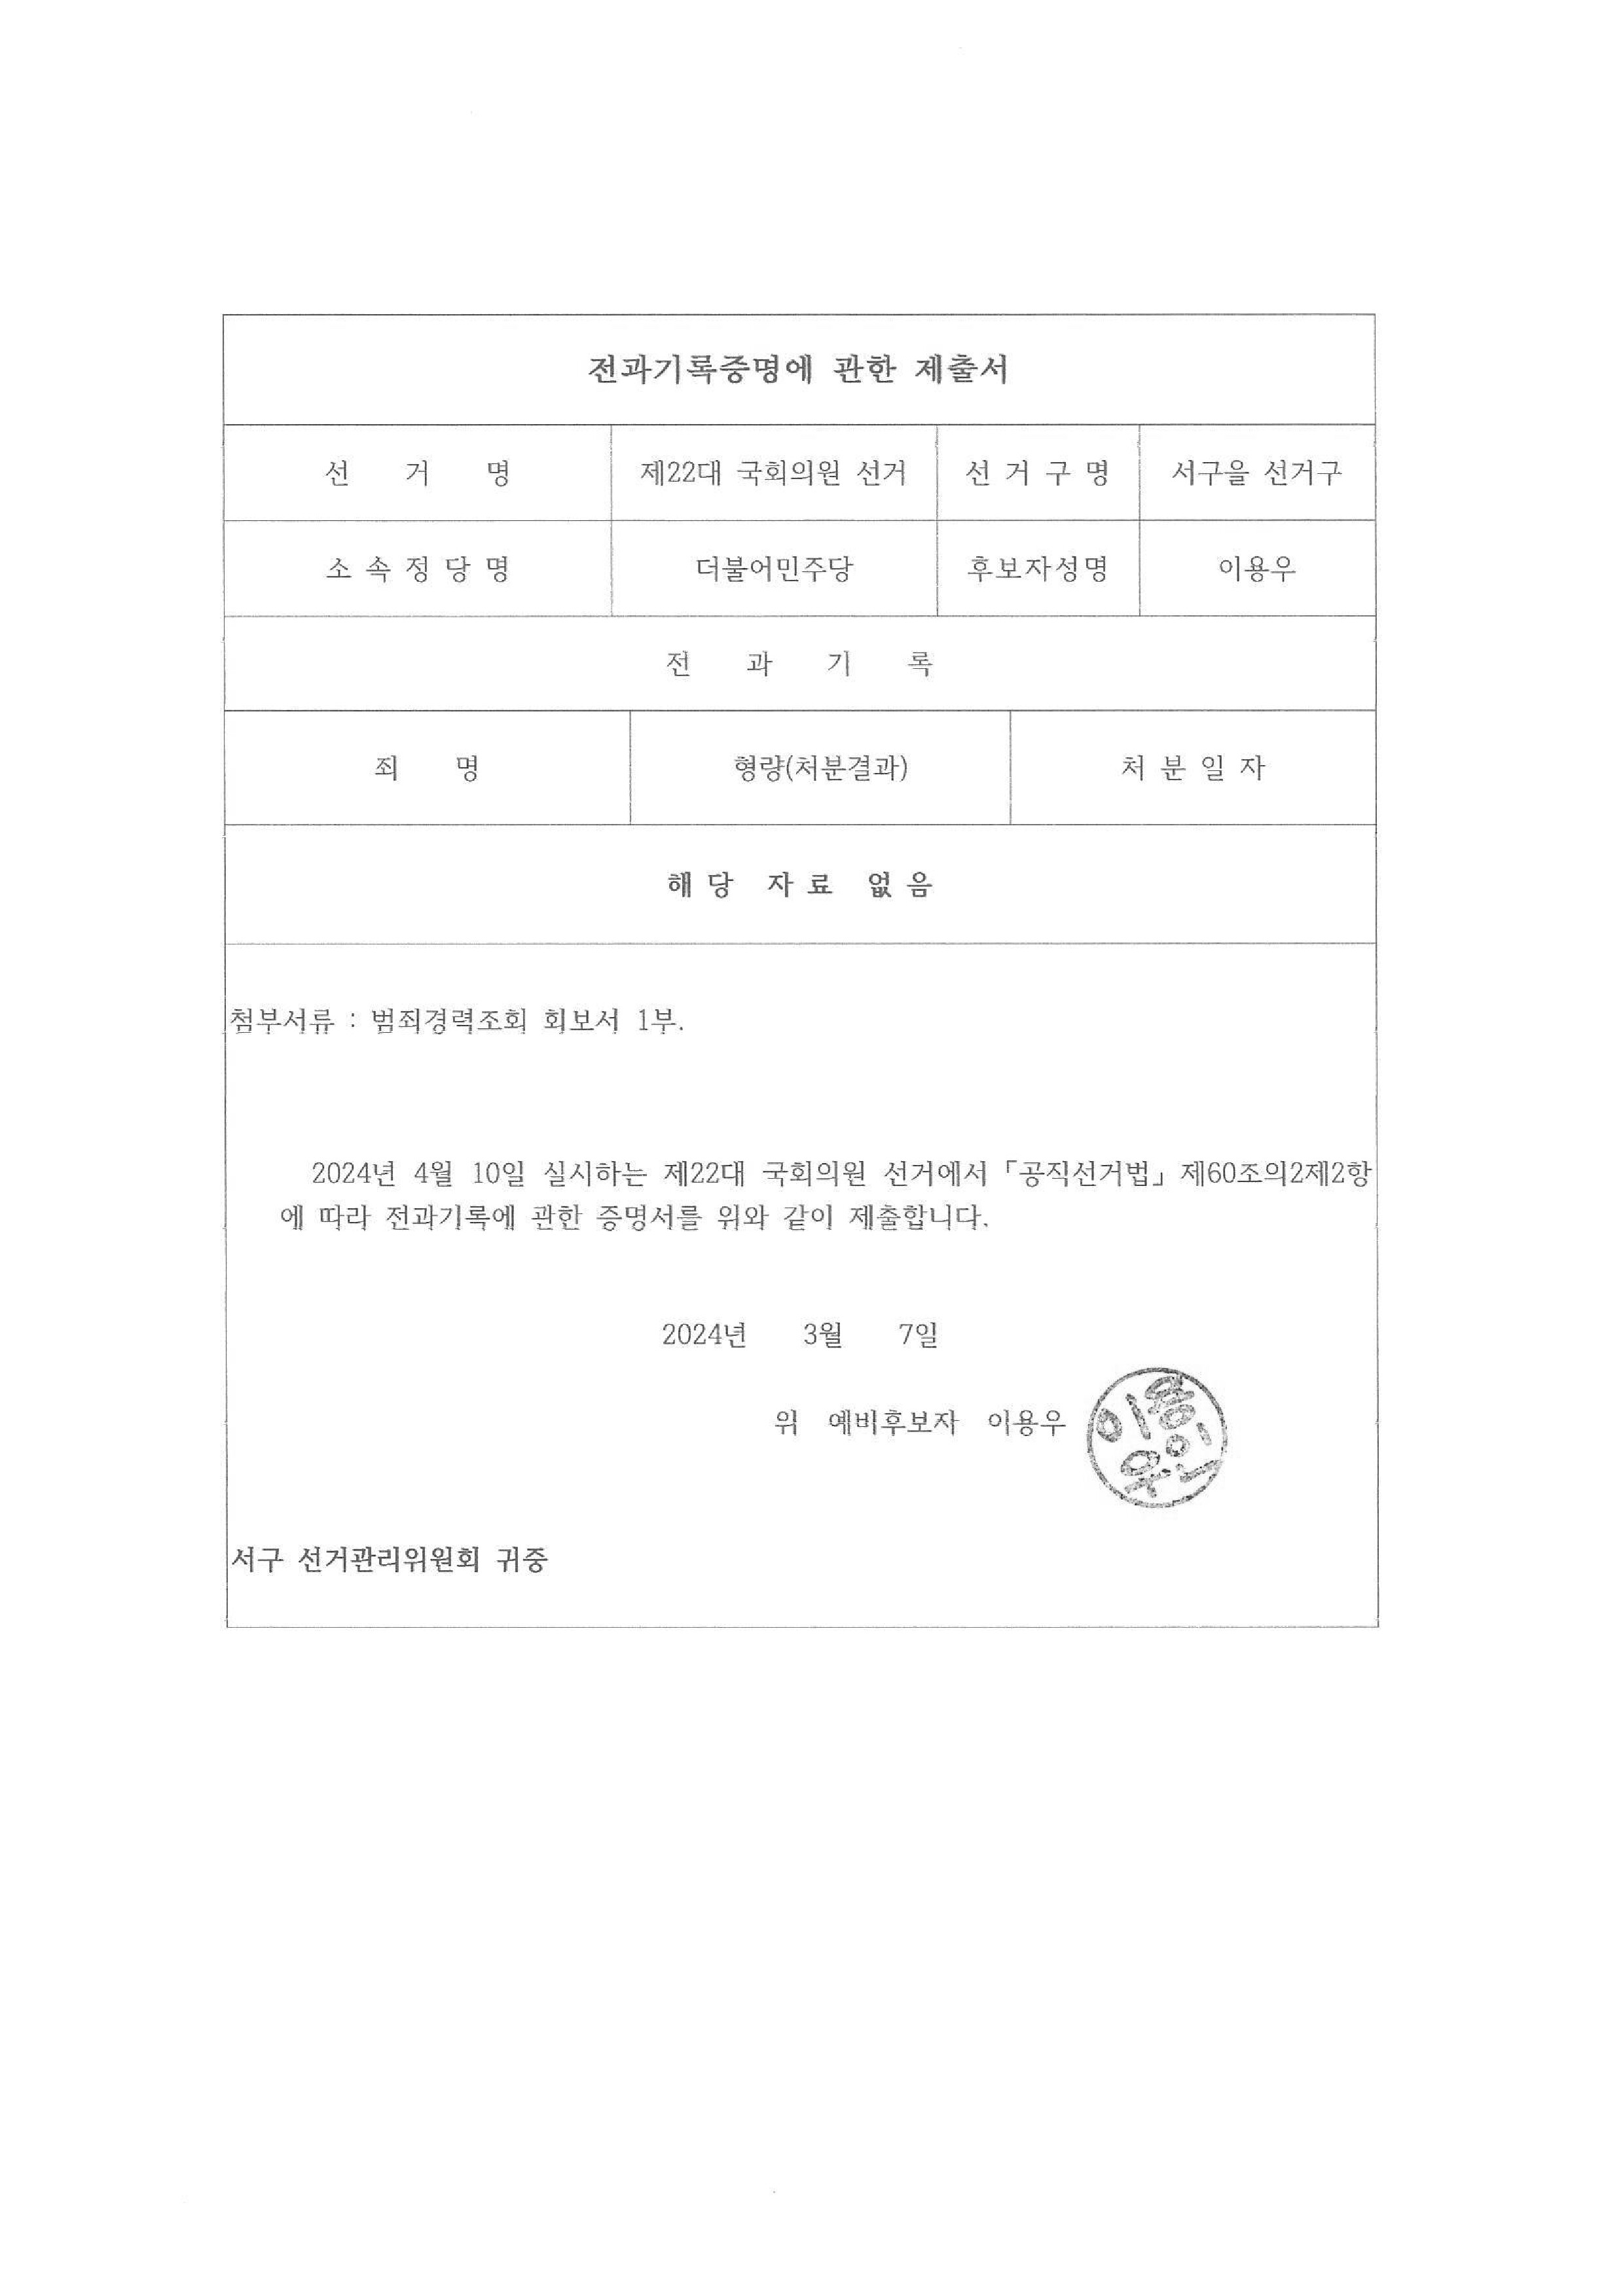 전과기록증명에 관한 제출서
선 거 명 제22대 국회의원 선거 선 거 구 명 서구을 선거구
소 속 정 당 명 더불어민주당 후보자성명 이용우
전 과 기 록
죄 명 형량(처분결과) 처 분 일 자
해 당 자 료 없 음
첨부서류 : 범죄경력조회 회보서 1부.
2024년 4월 10일 실시하는 제22대 국회의원 선거에서 「공직선거법」 제60조의2제2항
에 따라 전과기록에 관한 증명서를 위와 같이 제출합니다.
2024년 3월 7일
위 예비후보자 이용우
이용우인
서구 선거관리위원회 귀중